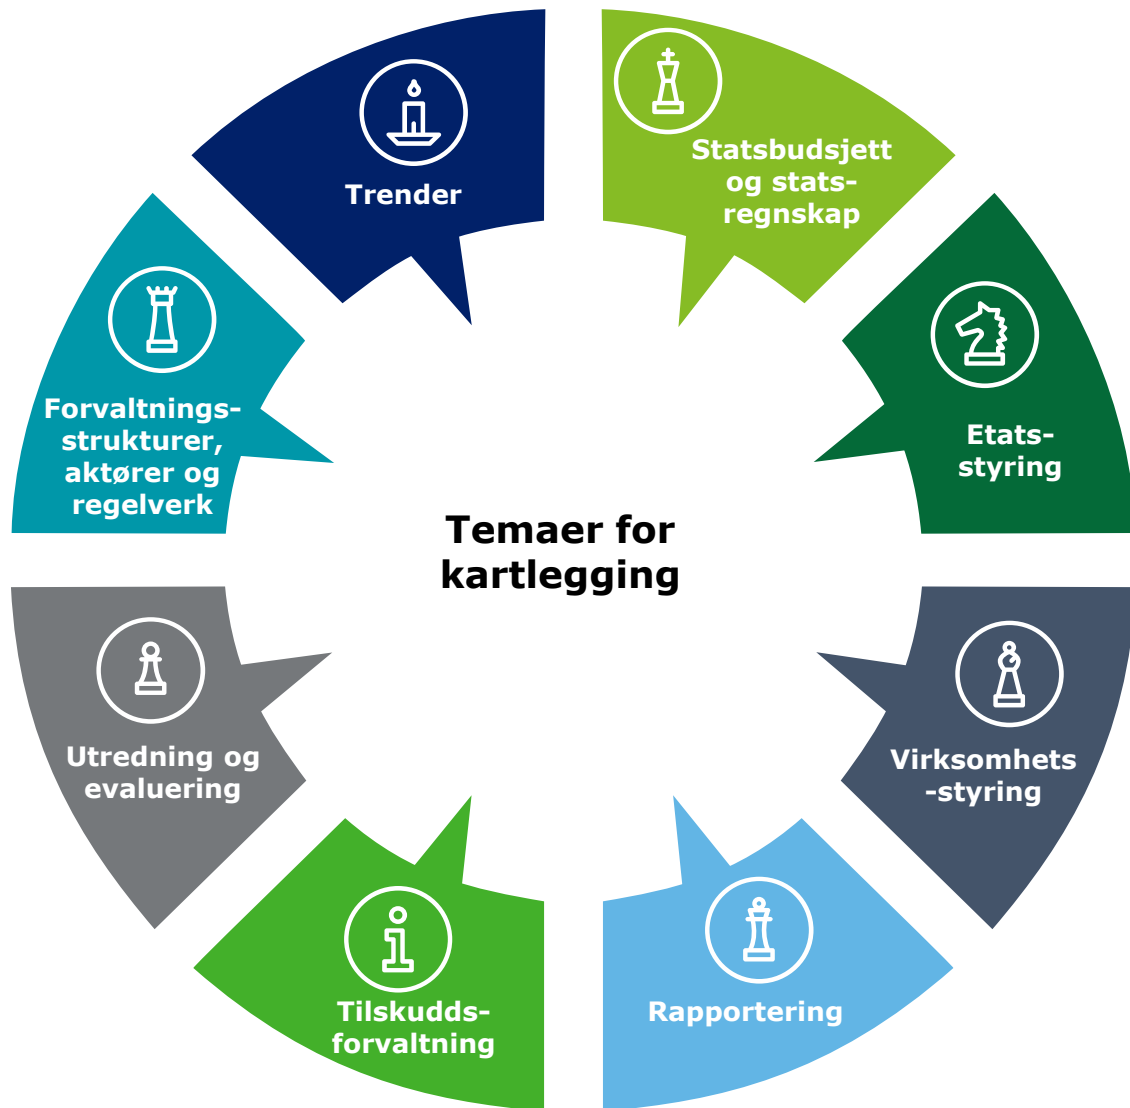 Trender
Statsbudsjett
og stats-
regnskap
Etats-
styring
Virksomhets
-styring
Rapportering
Tilskudds-
forvaltning
Utredning og
evaluering
Forvaltnings-
strukturer,
aktører og
regelverk
Temaer for
kartlegging